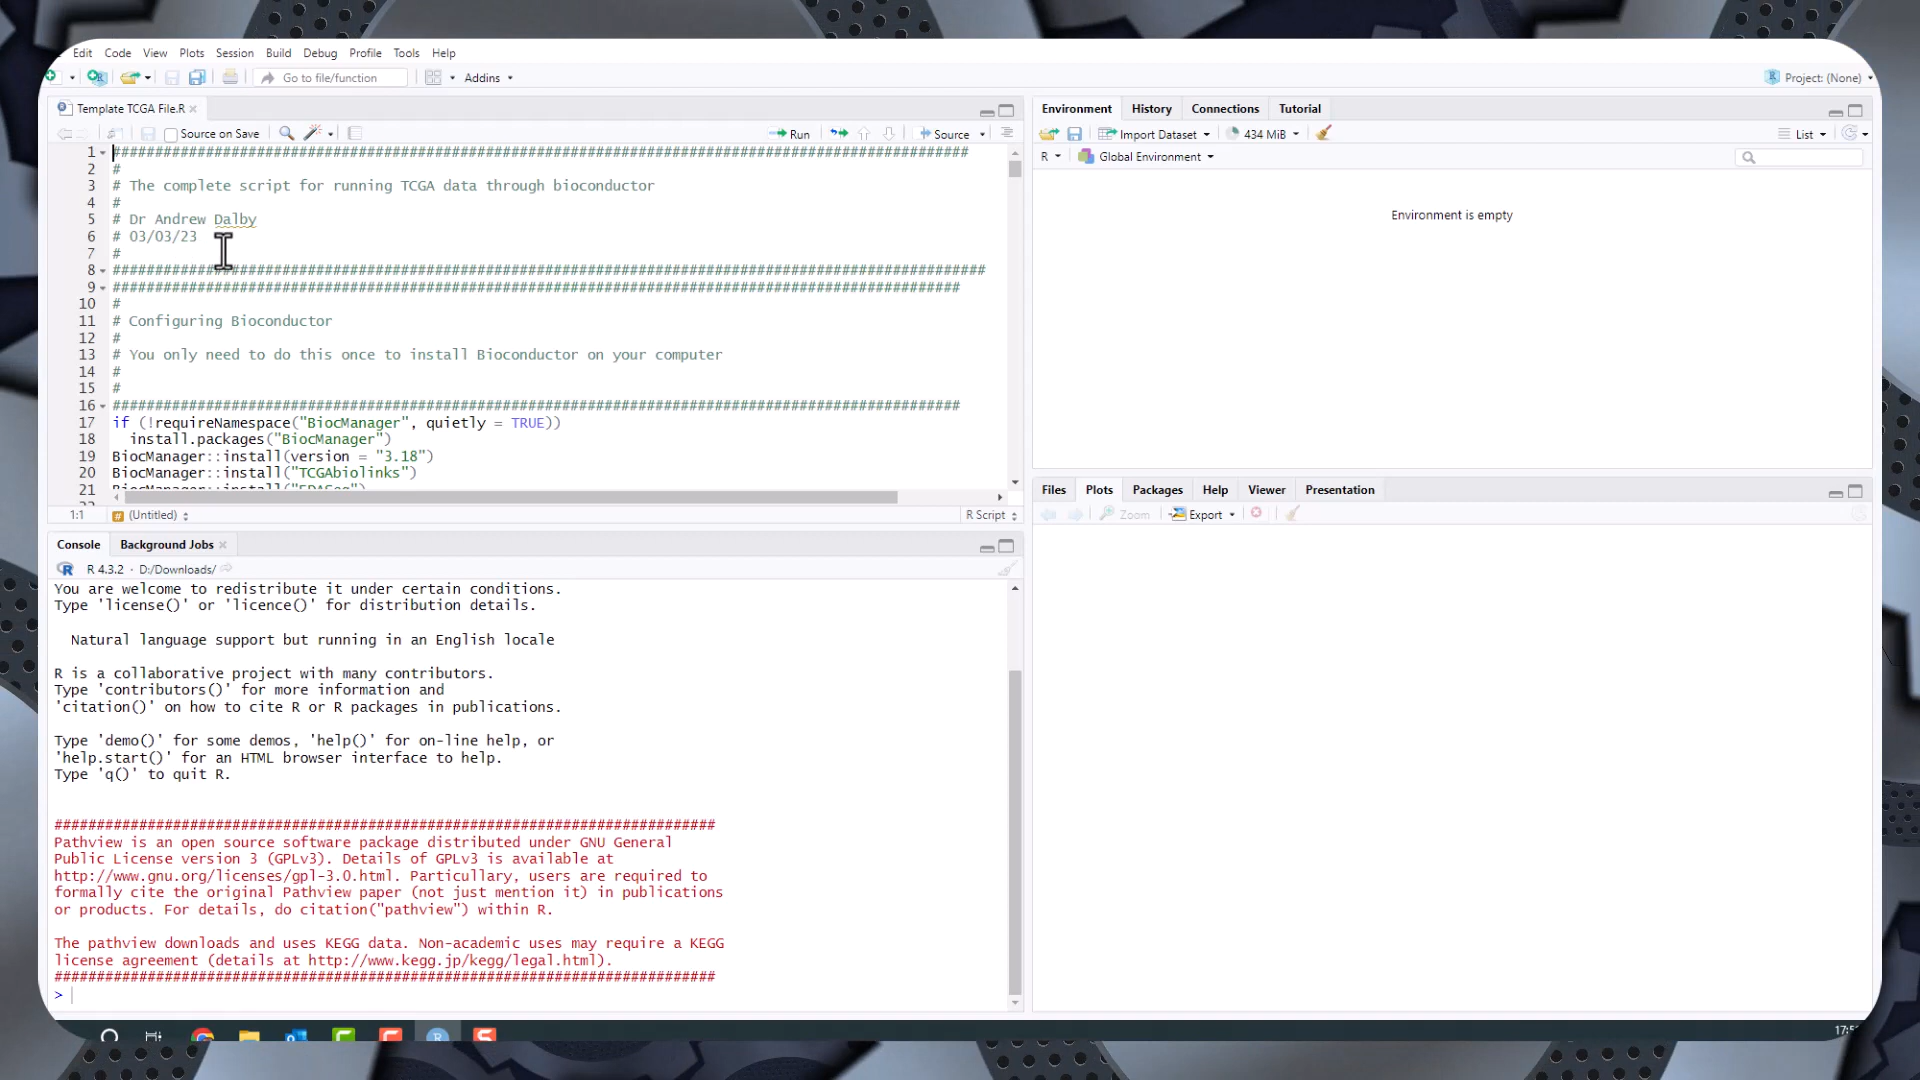 Edit Code View Plots Session Build Debug Profile Tools Help
Go to file/function Addins Project: (None)
Template TCGA File.R
Source on Save Run Source
1 ####################################################################################################
2 #
3 # The complete script for running TCGA data through bioconductor
4 #
5 # Dr Andrew Dalby
6 # 03/03/23
7 #
8 ######################################################################################################
9 ###################################################################################################
10 #
11 # Configuring Bioconductor
12 #
13 # You only need to do this once to install Bioconductor on your computer
14 #
15 #
16 ###################################################################################################
17 if (!requireNamespace("BiocManager", quietly = TRUE))
18 install.packages("BiocManager")
19 BiocManager::install(version = "3.18")
20 BiocManager::install("TCGAbiolinks")
21 BiocManager::install("EDASeq")
1:1 (Untitled) R Script
Console Background Jobs
R 4.3.2 · D:/Downloads/
You are welcome to redistribute it under certain conditions.
Type 'license()' or 'licence()' for distribution details.
Natural language support but running in an English locale
R is a collaborative project with many contributors.
Type 'contributors()' for more information and
'citation()' on how to cite R or R packages in publications.
Type 'demo()' for some demos, 'help()' for on-line help, or
'help.start()' for an HTML browser interface to help.
Type 'q()' to quit R.
##############################################################################
Pathview is an open source software package distributed under GNU General
Public License version 3 (GPLv3). Details of GPLv3 is available at
http://www.gnu.org/licenses/gpl-3.0.html. Particullary, users are required to
formally cite the original Pathview paper (not just mention it) in publications
or products. For details, do citation("pathview") within R.
The pathview downloads and uses KEGG data. Non-academic uses may require a KEGG
license agreement (details at http://www.kegg.jp/kegg/legal.html).
##############################################################################
>
Environment History Connections Tutorial
Import Dataset 434 MiB List
R Global Environment
Environment is empty
Files Plots Packages Help Viewer Presentation
Zoom Export